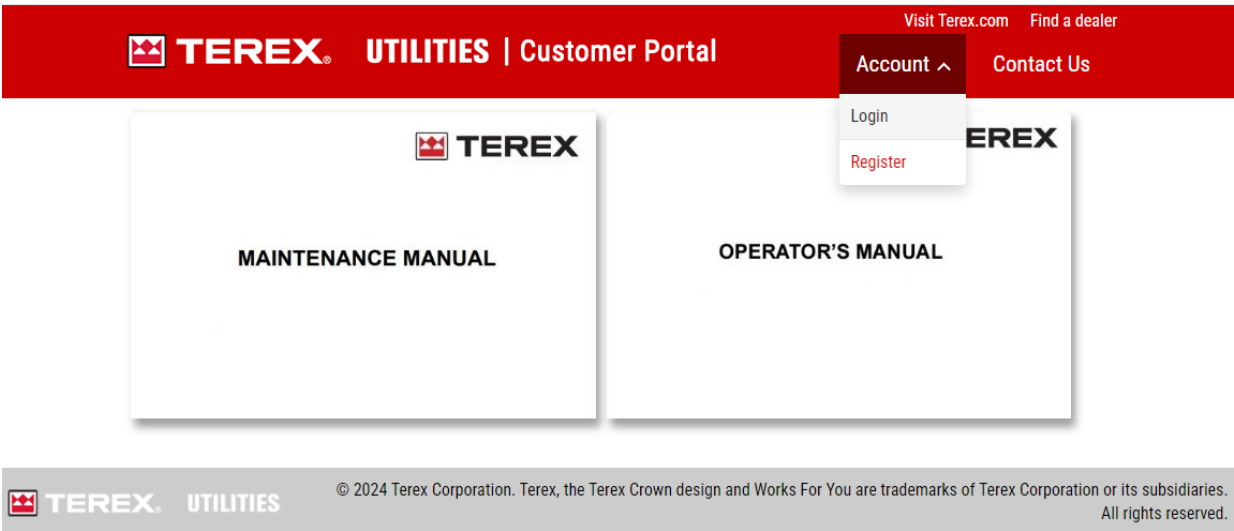 Visit Terex.com Find a dealer
TEREX® UTILITIES | Customer Portal
Account Contact Us
Login
Register
TEREX
MAINTENANCE MANUAL
EREX
OPERATOR'S MANUAL
TEREX® UTILITIES
© 2024 Terex Corporation. Terex, the Terex Crown design and Works For You are trademarks of Terex Corporation or its subsidiaries.
All rights reserved.